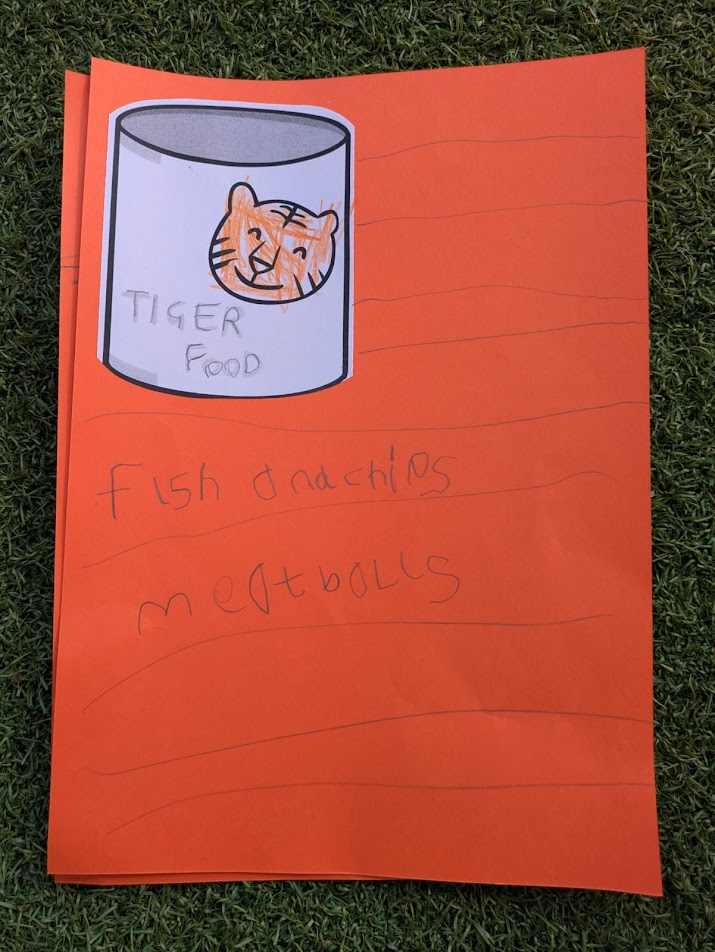 TIGER
FOOD
Fish andchips
meatballs